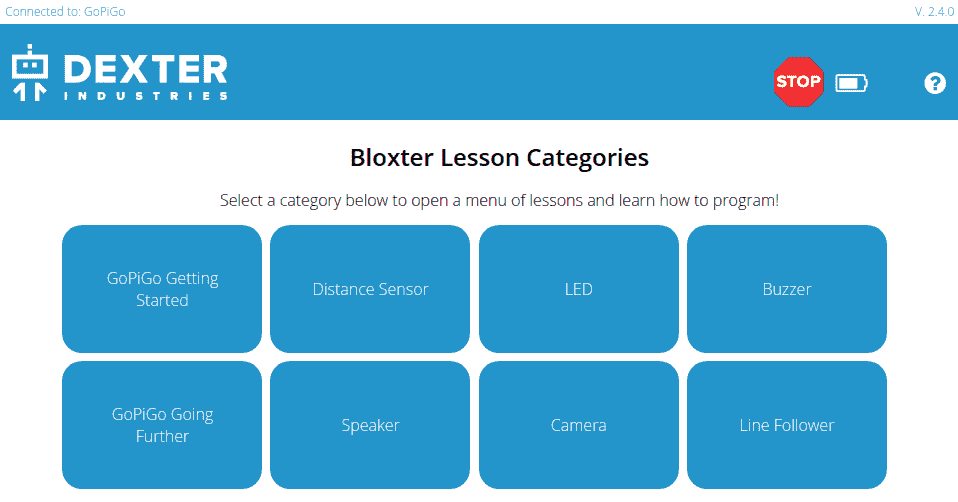 Connected to: GoPiGo
V. 2.4.0
DEXTER
INDUSTRIES
STOP
?
Bloxter Lesson Categories
Select a category below to open a menu of lessons and learn how to program!
GoPiGo Getting
Started
Distance Sensor
LED
Buzzer
GoPiGo Going
Further
Speaker
Camera
Line Follower